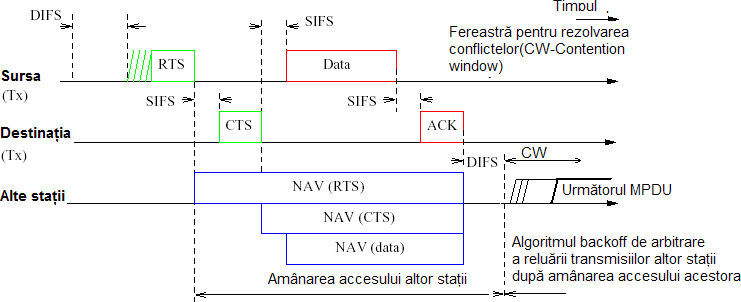 Timpul
DIFS
SIFS
Fereastră pentru rezolvarea
conflictelor(CW-Contention
window)
RTS
Data
Sursa
(Tx)
SIFS
SIFS
CTS
ACK
Destinația
(Tx)
DIFS
CW
NAV (RTS)
Următorul MPDU
Alte stații
NAV (CTS)
NAV (data)
Algoritmul backoff de arbitrare
a reluării transmisiilor altor stații
după amânarea accesului acestora
Amânarea accesului altor stații